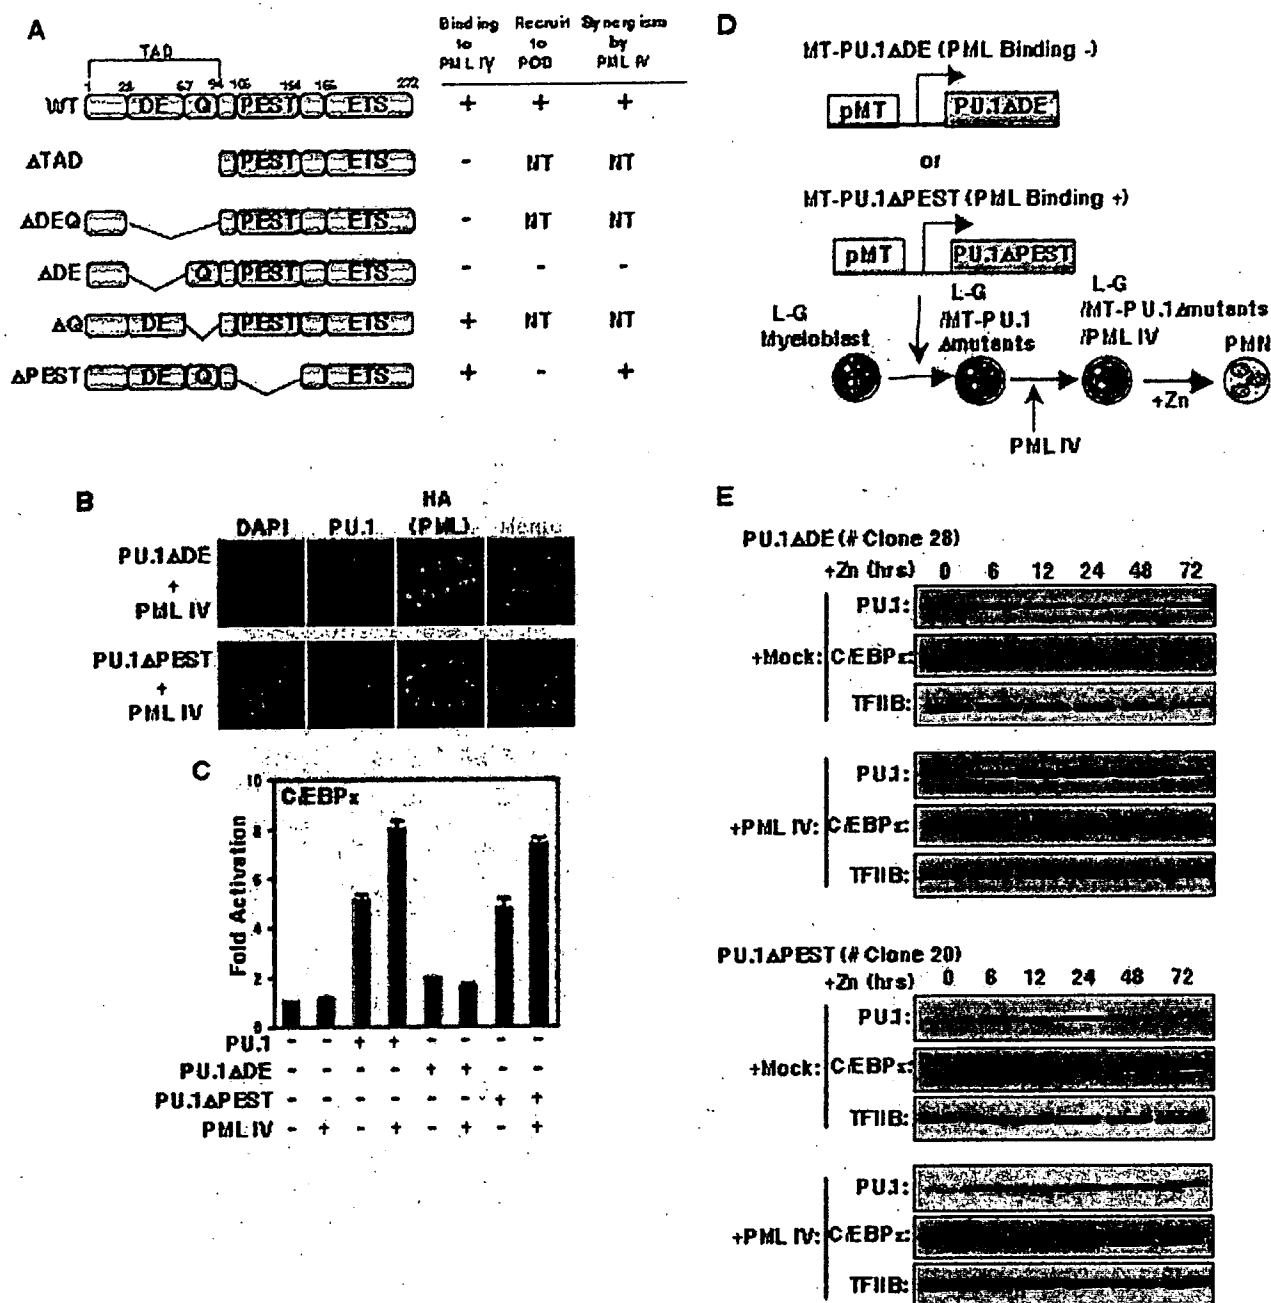 A
Binding to PML IV
Recruit to POD
Synergism by PML IV
TAD
1 67 94
WT DE Q PEST ETS + + +
ΔTAD PEST ETS - NT NT
ΔDEQ PEST ETS - NT NT
ΔDE Q PEST ETS - - -
ΔQ DE PEST ETS + NT NT
ΔPEST DE Q ETS + - +
B
DAPI PU.1 HA (PML) Merge
PU.1ΔDE + PML IV
PU.1ΔPEST + PML IV
C
C/EBPε
Fold Activation
10
8
6
4
2
0
PU.1 - - + + - - - -
PU.1ΔDE - - - - + + - -
PU.1ΔPEST - - - - - - + +
PML IV - + - + - + - +
D
MT-PU.1ΔDE (PML Binding -)
pMT PU.1ΔDE
or
MT-PU.1ΔPEST (PML Binding +)
pMT PU.1ΔPEST
L-G Myeloblast
L-G /MT-PU.1 Δmutants
L-G /MT-PU.1Δmutants /PML IV
PMN
+Zn
PML IV
E
PU.1ΔDE (# Clone 28)
+Zn (hrs) 0 6 12 24 48 72
PU.1:
+Mock: C/EBPε:
TFIIB:
PU.1:
+PML IV: C/EBPε:
TFIIB:
PU.1ΔPEST (# Clone 20)
+Zn (hrs) 0 6 12 24 48 72
PU.1:
+Mock: C/EBPε:
TFIIB:
PU.1:
+PML IV: C/EBPε:
TFIIB: